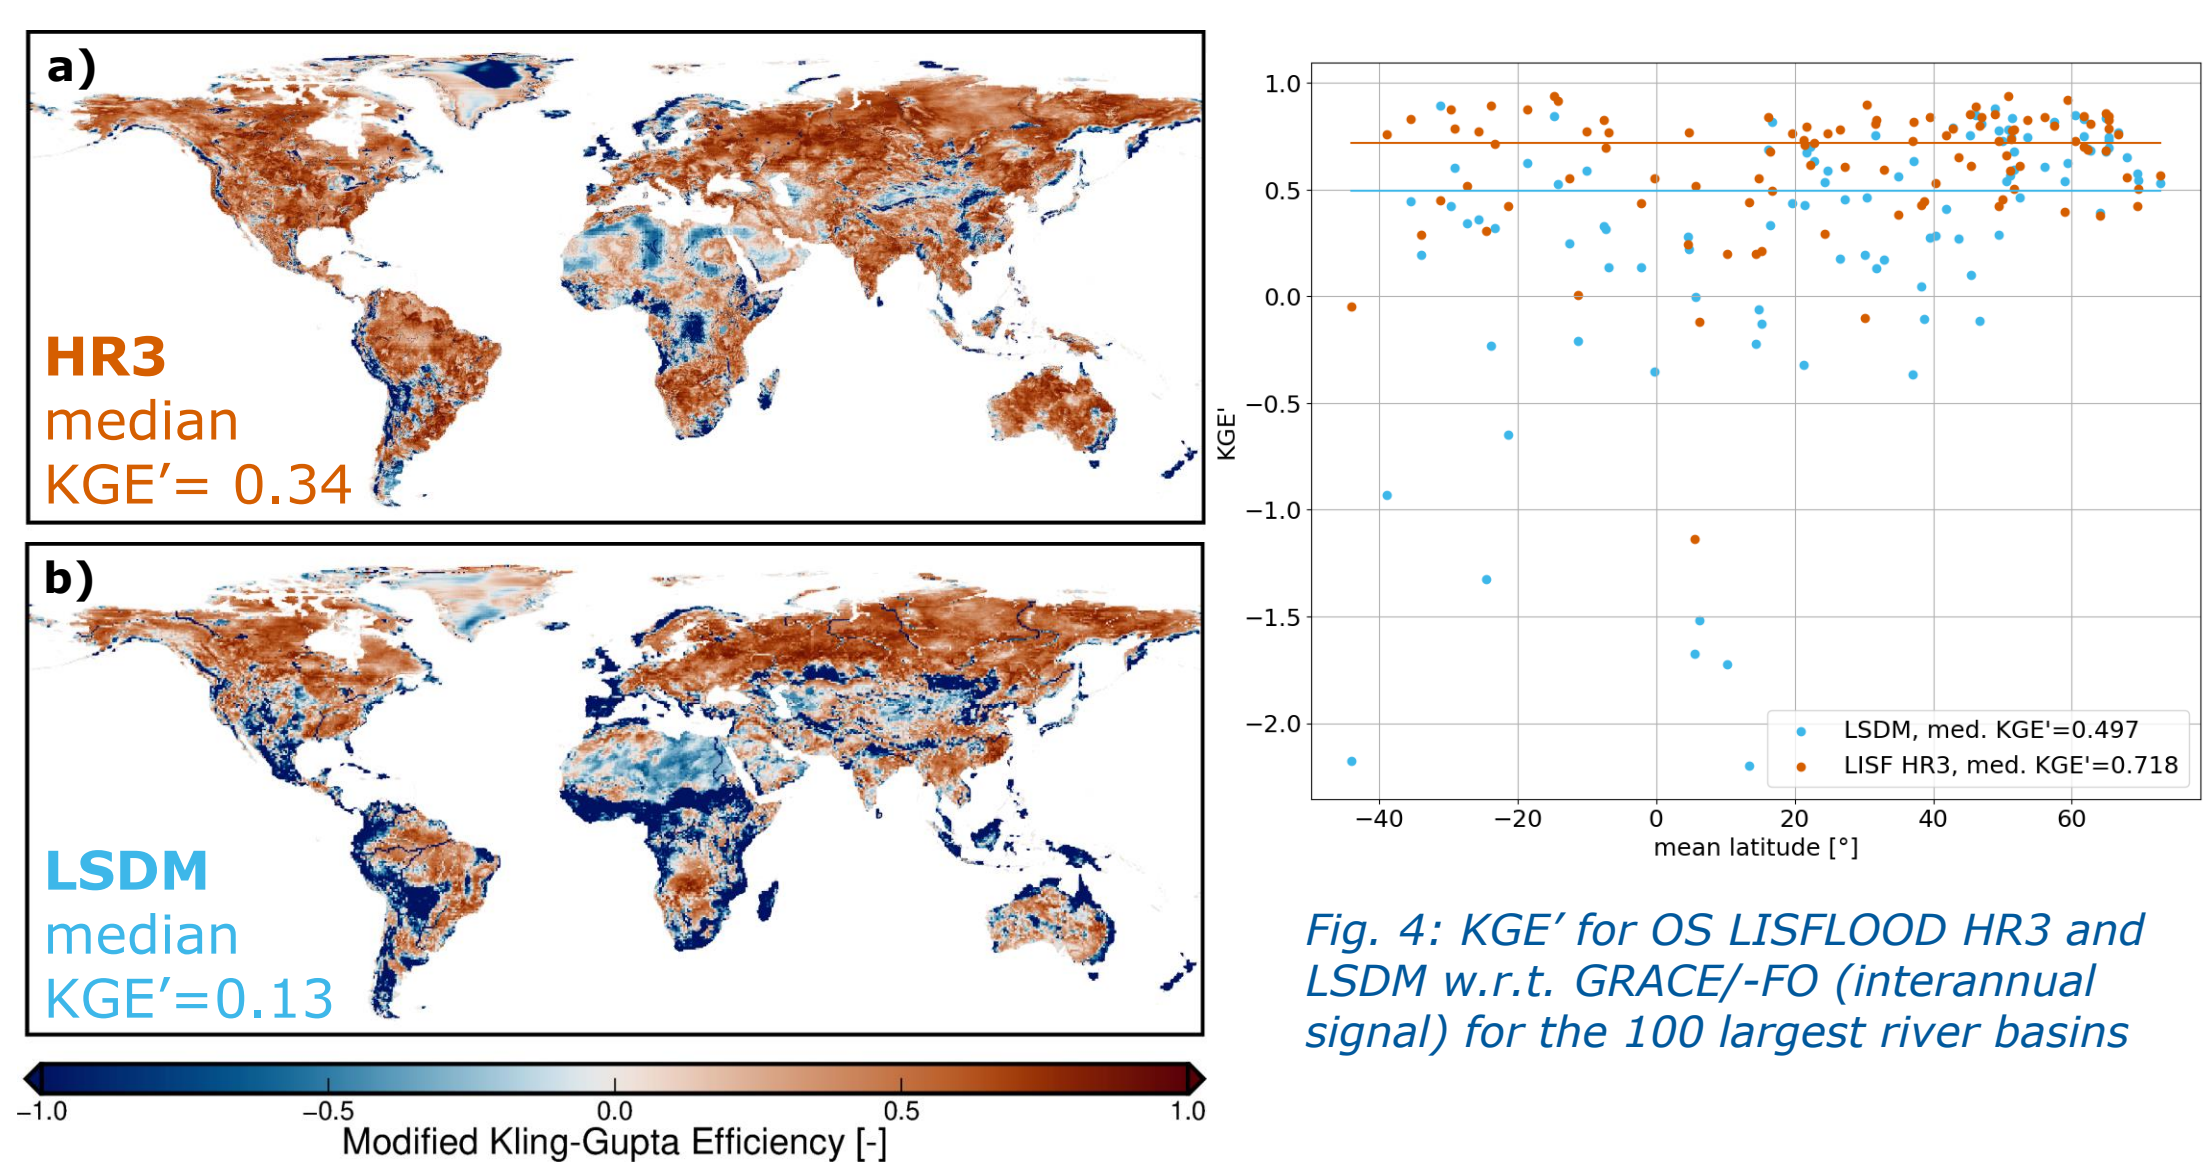 a)
HR3
median
KGE’= 0.34
b)
LSDM
median
KGE’=0.13
−1.0
−0.5
0.0
0.5
1.0
Modified Kling-Gupta Efficiency [-]
1.0
0.5
0.0
−0.5
−1.0
−1.5
−2.0
KGE'
−40
−20
0
20
40
60
mean latitude [°]
LSDM, med. KGE'=0.497
LISF HR3, med. KGE'=0.718
Fig. 4: KGE’ for OS LISFLOOD HR3 and
LSDM w.r.t. GRACE/-FO (interannual
signal) for the 100 largest river basins